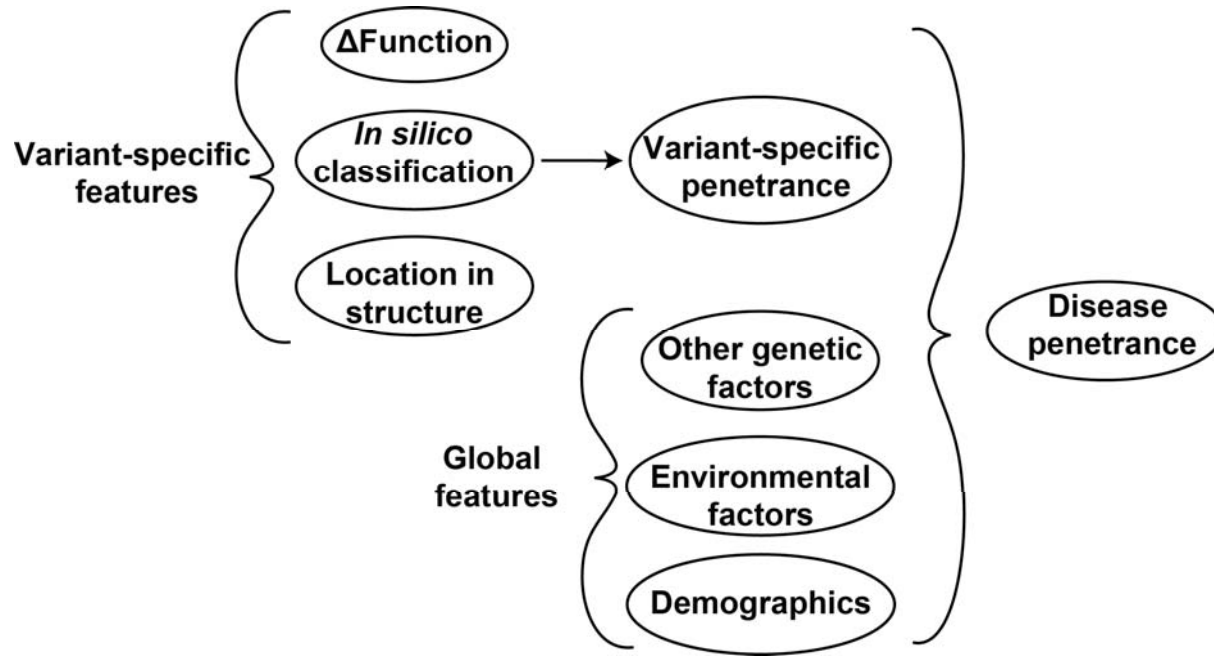 Variant-specific
features
ΔFunction
In silico
classification
Location in
structure
Variant-specific
penetrance
Global
features
Other genetic
factors
Environmental
factors
Demographics
Disease
penetrance